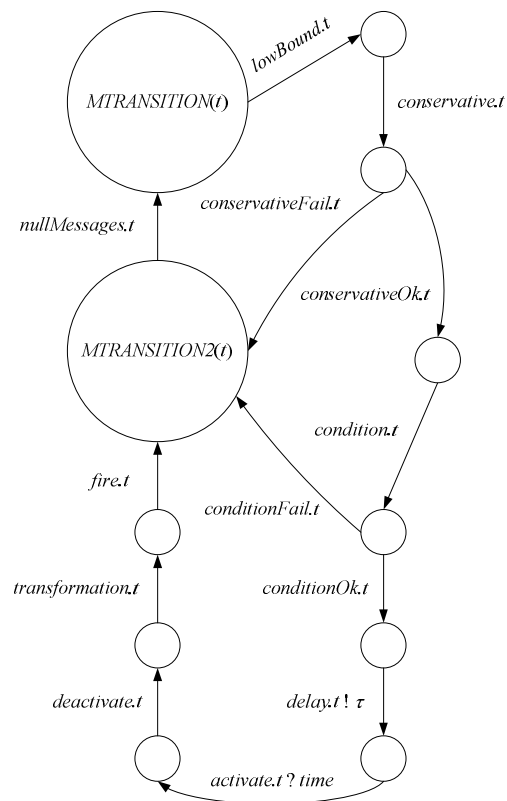 lowBound.t
MTRANSITION(t)
conservative.t
conservativeFail.t
nullMessages.t
conservativeOk.t
MTRANSITION2(t)
condition.t
fire.t
conditionFail.t
transformation.t
conditionOk.t
deactivate.t
delay.t ! τ
activate.t ? time